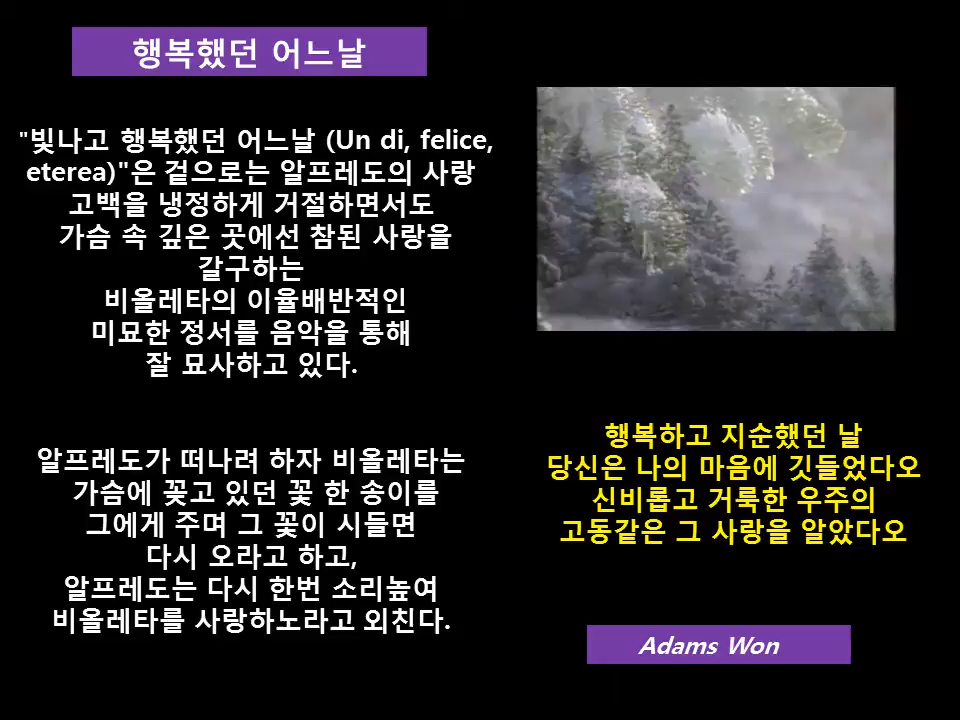 행복했던 어느날
"빛나고 행복했던 어느날 (Un di, felice,
eterea)"은 겉으로는 알프레도의 사랑
고백을 냉정하게 거절하면서도
가슴 속 깊은 곳에선 참된 사랑을
갈구하는
비올레타의 이율배반적인
미묘한 정서를 음악을 통해
잘 묘사하고 있다.
알프레도가 떠나려 하자 비올레타는
가슴에 꽂고 있던 꽃 한 송이를
그에게 주며 그 꽃이 시들면
다시 오라고 하고,
알프레도는 다시 한번 소리높여
비올레타를 사랑하노라고 외친다.
행복하고 지순했던 날
당신은 나의 마음에 깃들었다오
신비롭고 거룩한 우주의
고동같은 그 사랑을 알았다오
Adams Won